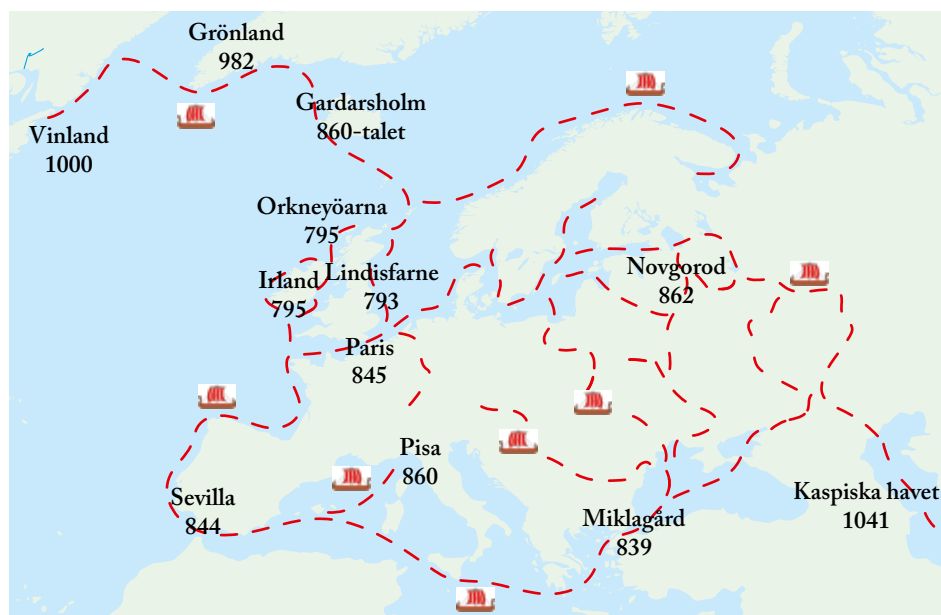 Grönland
982
Gardarsholm
860-talet
Vinland
1000
Orkneyöarna
795
Irland
795
Lindisfarne
793
Novgorod
862
Paris
845
Pisa
860
Sevilla
844
Miklagård
839
Kaspiska havet
1041